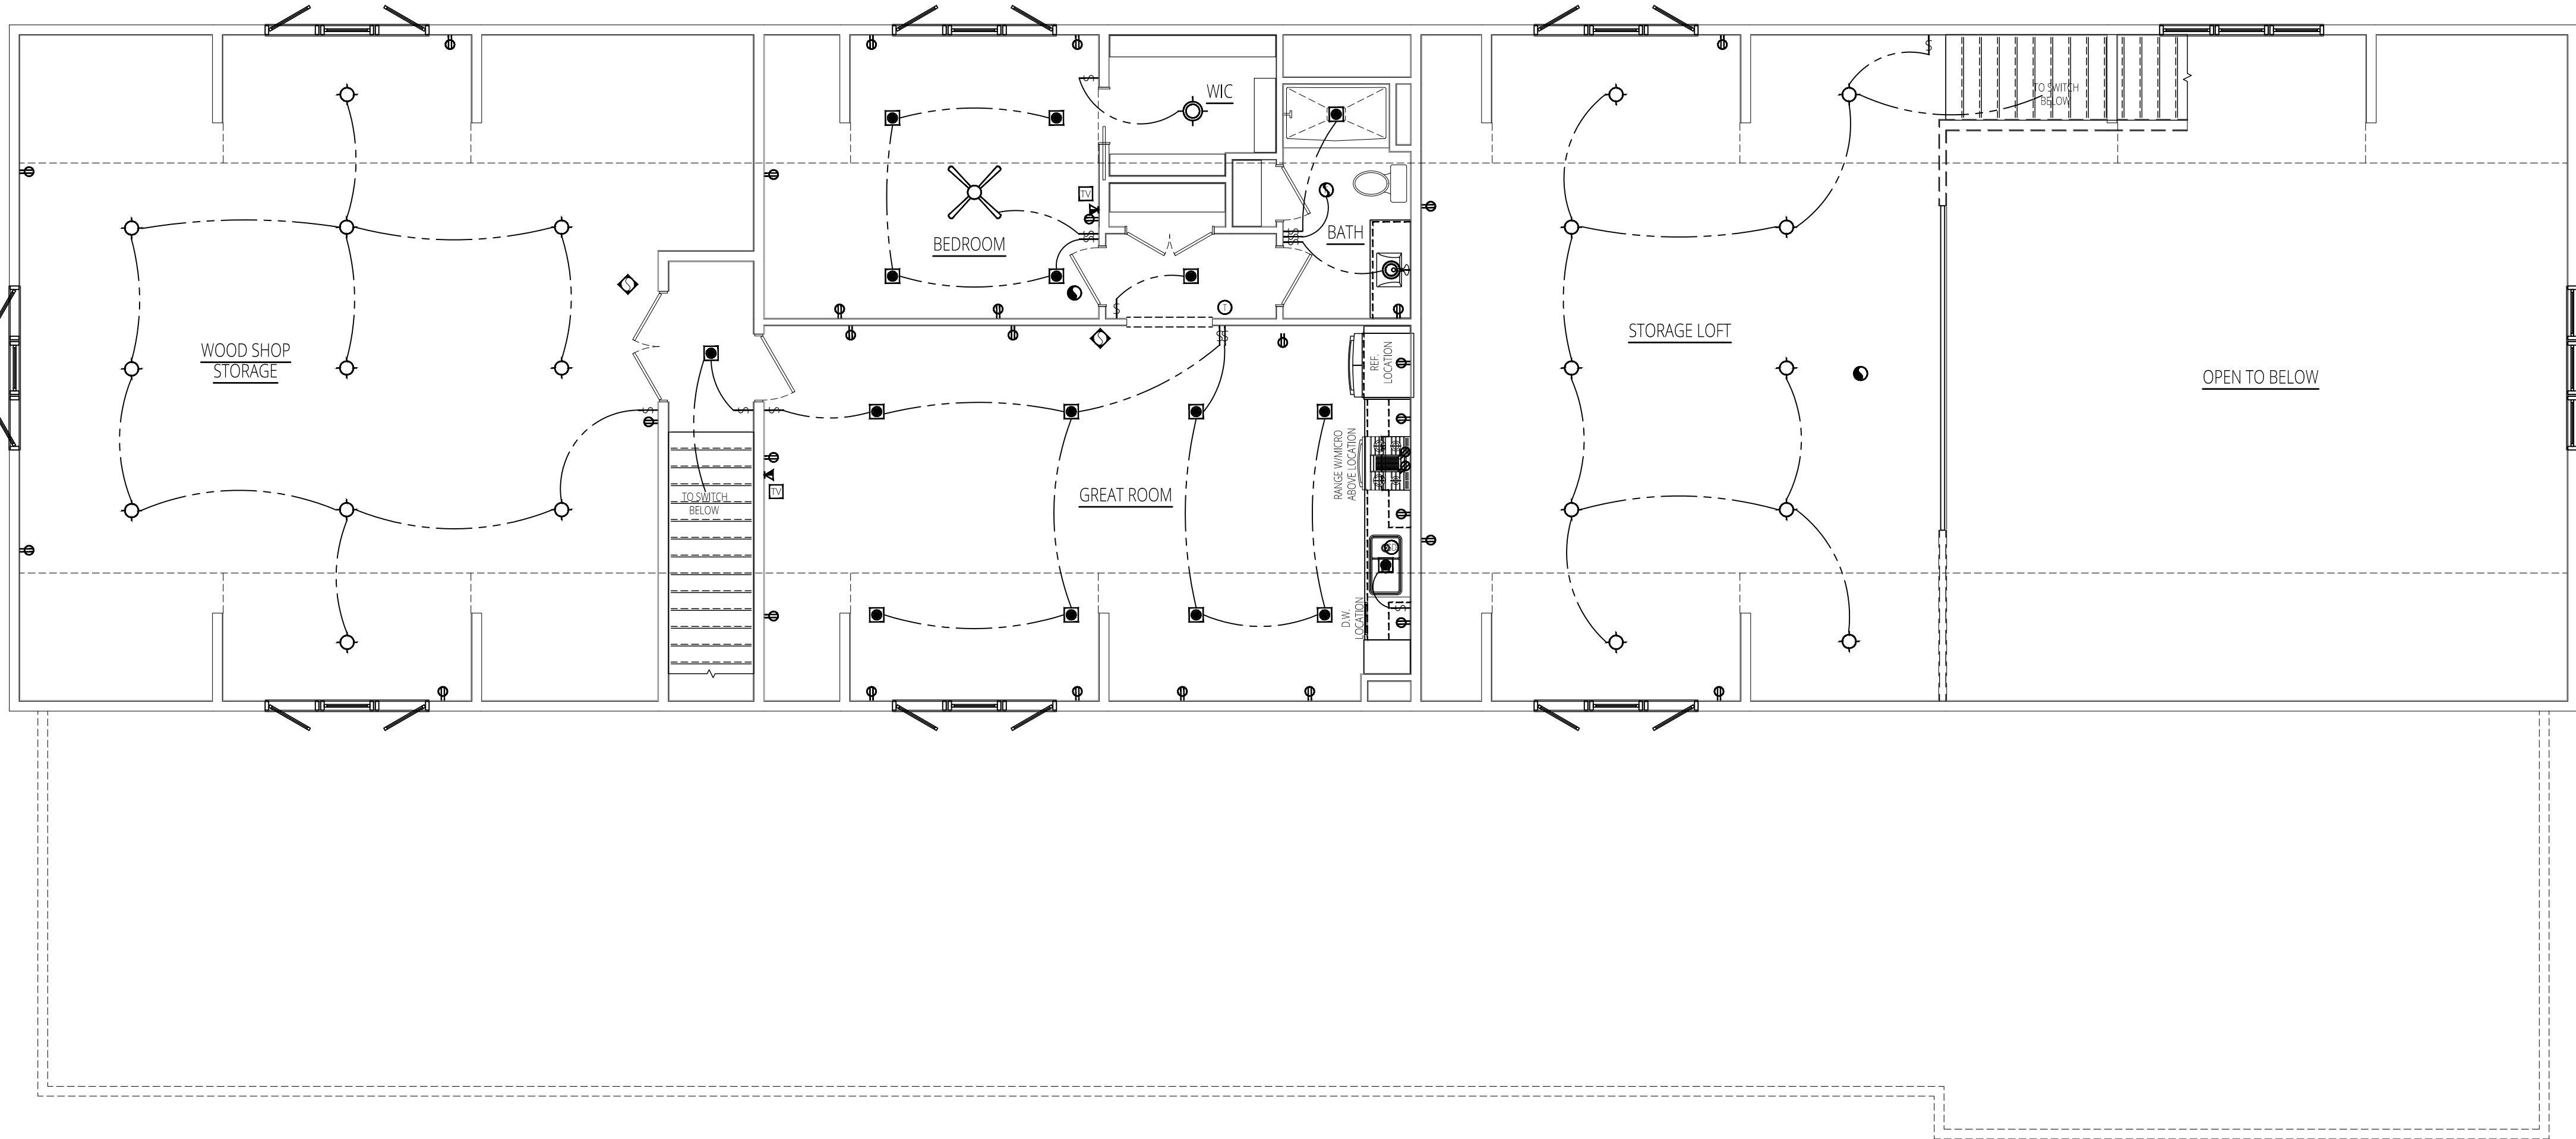 WIC
TO SWITCH
BELOW
TV
BEDROOM
BATH
T
WOOD SHOP
STORAGE
STORAGE LOFT
REF.
LOCATION
OPEN TO BELOW
RANGE W/MICRO
ABOVE LOCATION
TV
TO SWITCH
BELOW
GREAT ROOM
D.W.
LOCATION